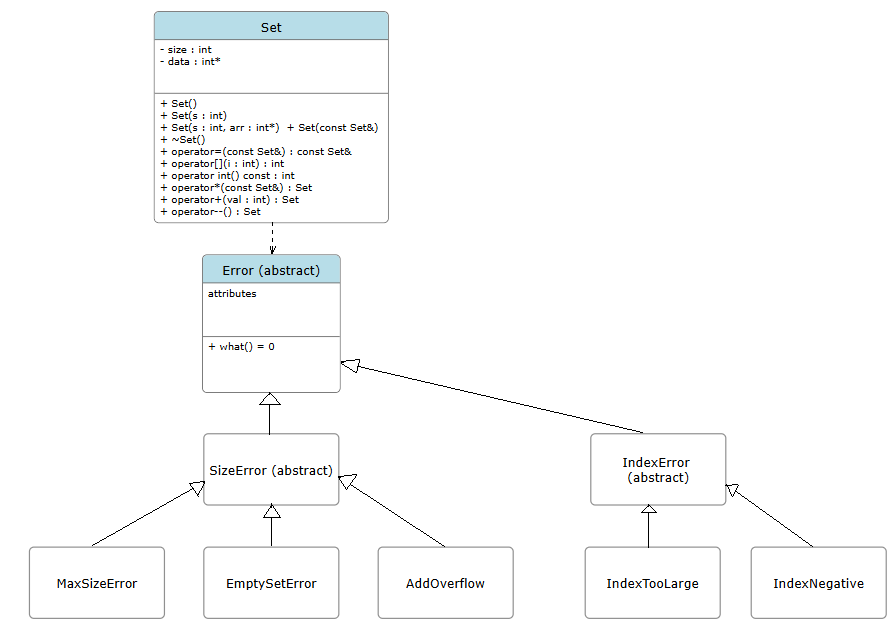 Set
- size : int
- data : int*
+ Set()
+ Set(s : int)
+ Set(s : int, arr : int*)  + Set(const Set&)
+ ~Set()
+ operator=(const Set&) : const Set&
+ operator[](i : int) : int
+ operator int() const : int
+ operator*(const Set&) : Set
+ operator+(val : int) : Set
+ operator--() : Set
Error (abstract)
attributes
+ what() = 0
SizeError (abstract)
IndexError
(abstract)
MaxSizeError
EmptySetError
AddOverflow
IndexTooLarge
IndexNegative